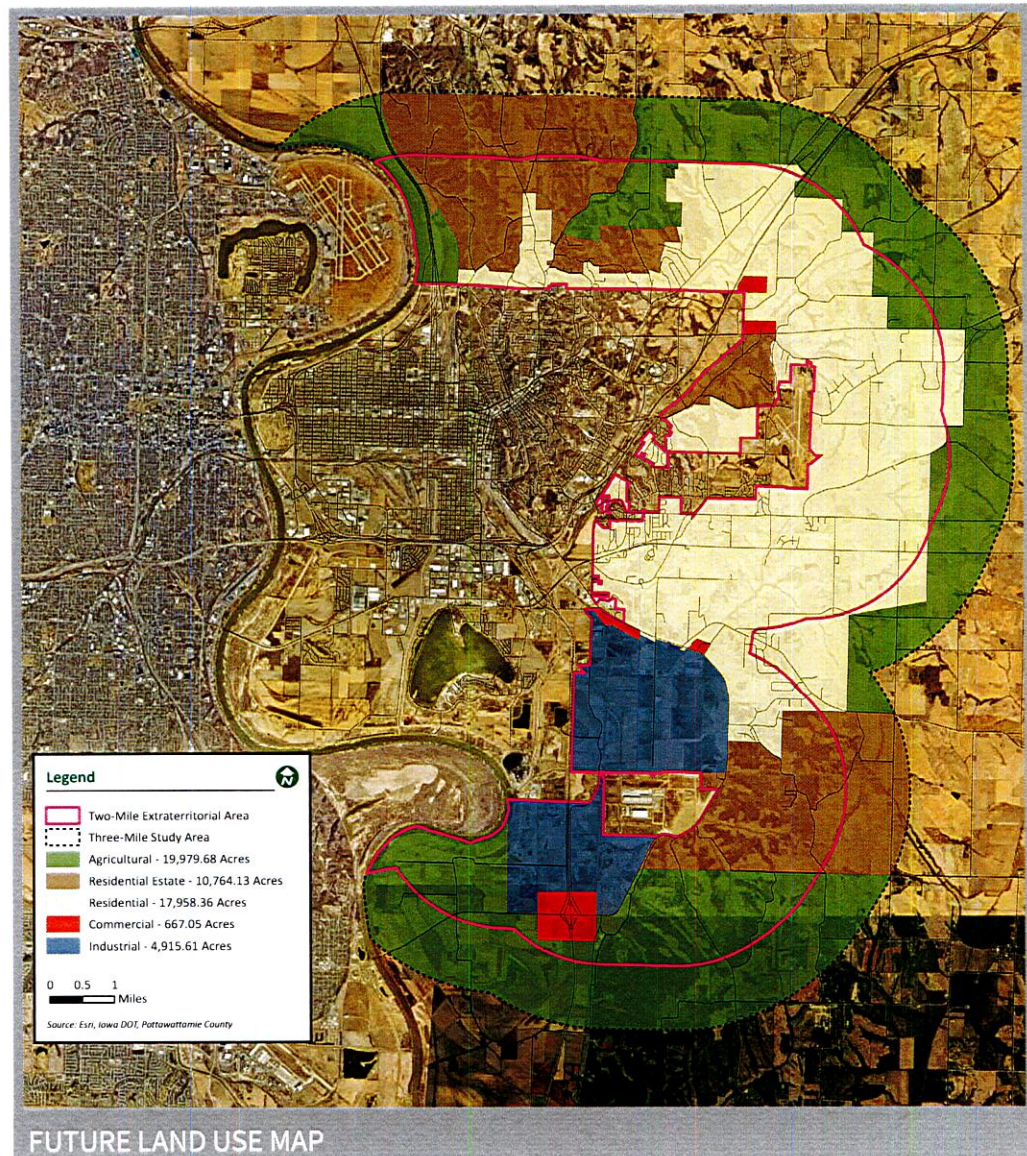 Legend
N
Two-Mile Extraterritorial Area
Three-Mile Study Area
Agricultural - 19,979.68 Acres
Residential Estate - 10,764.13 Acres
Residential - 17,958.36 Acres
Commercial - 667.05 Acres
Industrial - 4,915.61 Acres
0 0.5 1
Miles
Source: Esri, Iowa DOT, Pottawattamie County
FUTURE LAND USE MAP